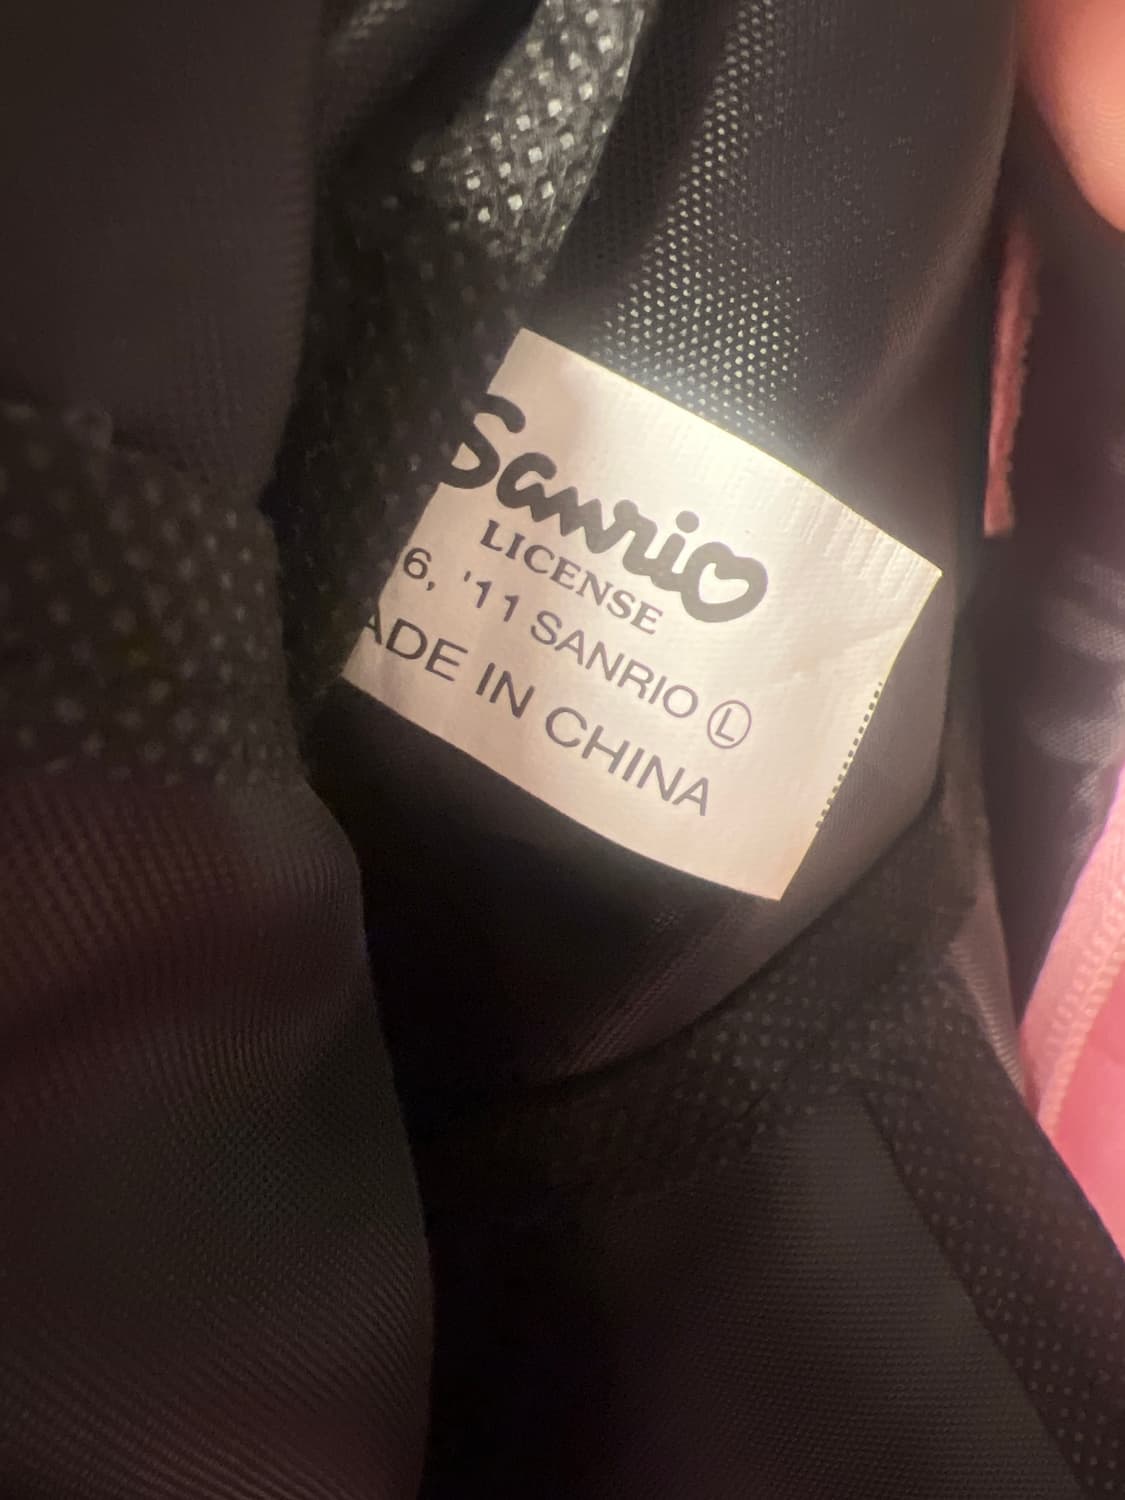 Sanrio
LICENSE
6, '11 SANRIO Ⓛ
ADE IN CHINA